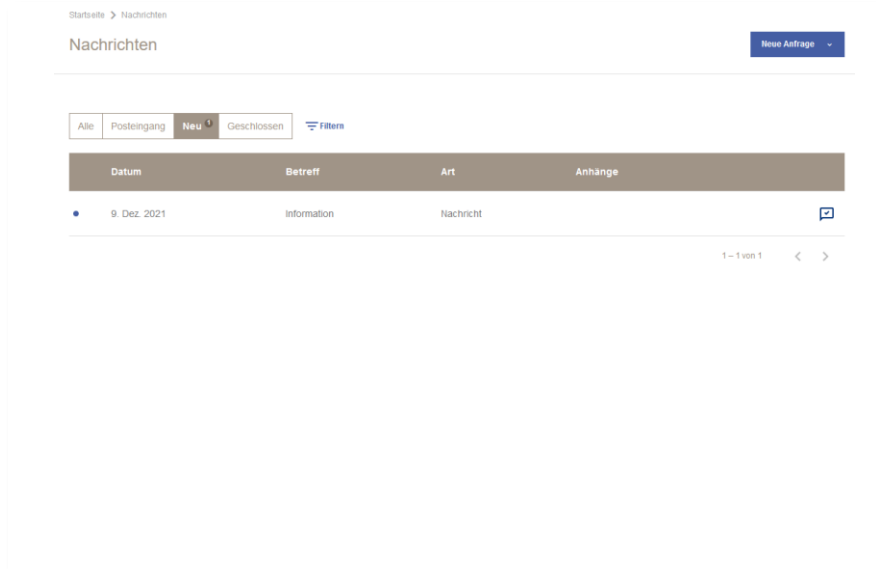 Startseite > Nachrichten
Nachrichten
Neue Anfrage
Alle Posteingang Neu 1 Geschlossen Filtern
Datum Betreff Art Anhänge
9. Dez. 2021 Information Nachricht
1 – 1 von 1